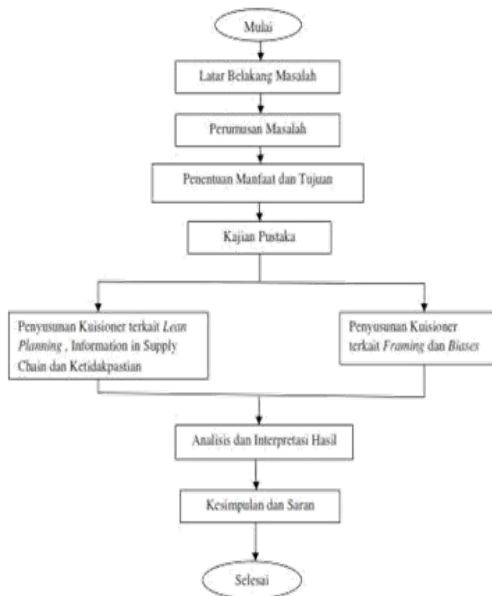 Mulai
Latar Belakang Masalah
Perumusan Masalah
Penentuan Manfaat dan Tujuan
Kajian Pustaka
Penyusunan Kuisioner terkait Lean
Planning , Information in Supply
Chain dan Ketidakpastian
Penyusunan Kuisioner
terkait Framing dan Biases
Analisis dan Interpretasi Hasil
Kesimpulan dan Saran
Selesai